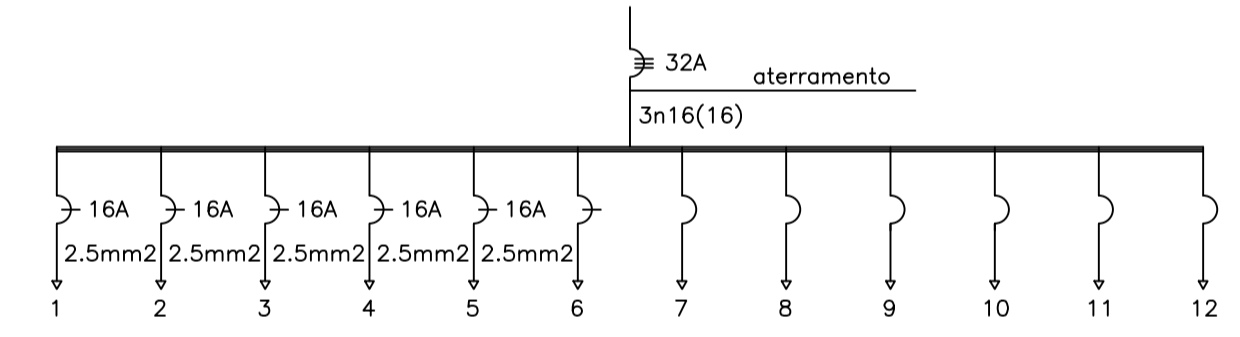 32A
aterramento
3n16(16)
16A 16A 16A 16A 16A
2.5mm2 2.5mm2 2.5mm2 2.5mm2 2.5mm2
1 2 3 4 5 6 7 8 9 10 11 12